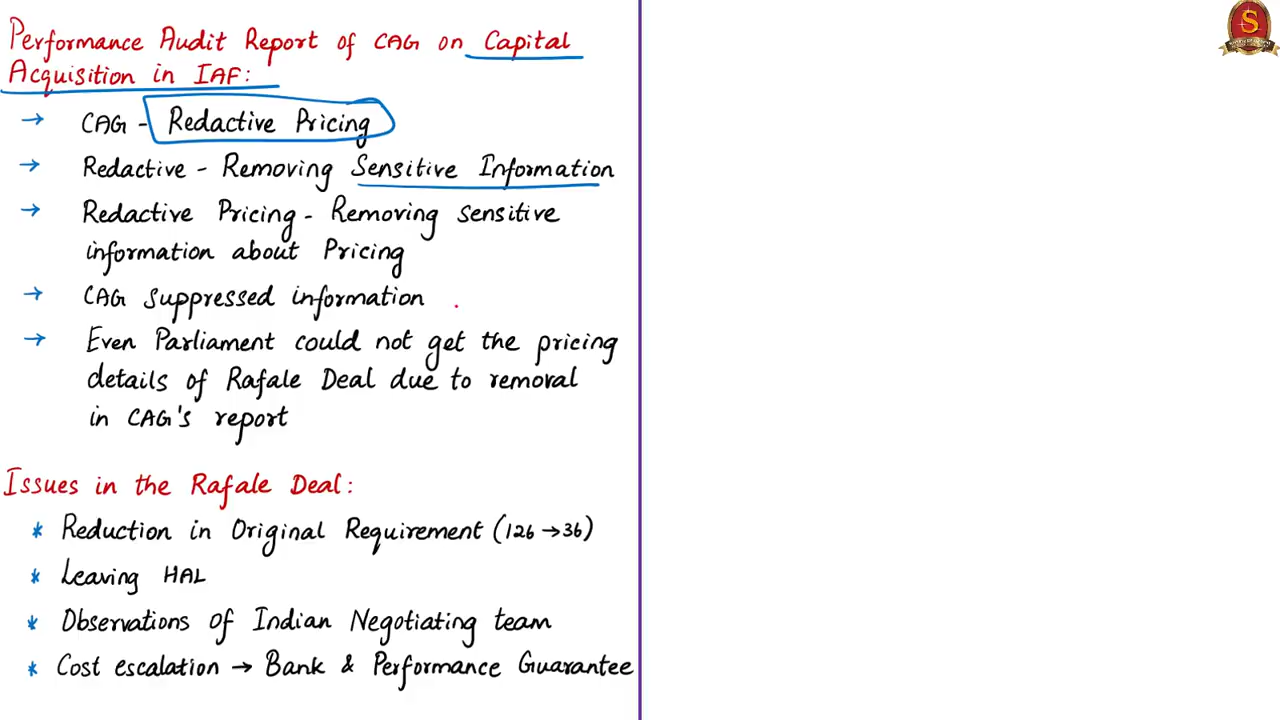 Performance Audit Report of CAG on Capital
Acquisition in IAF:
→ CAG - Redactive Pricing
→ Redactive - Removing Sensitive Information
→ Redactive Pricing - Removing sensitive
information about Pricing
→ CAG suppressed information
→ Even Parliament could not get the pricing
details of Rafale Deal due to removal
in CAG's report
Issues in the Rafale Deal:
* Reduction in Original Requirement (126→36)
* Leaving HAL
* Observations of Indian Negotiating team
* Cost escalation → Bank & Performance Guarantee
S